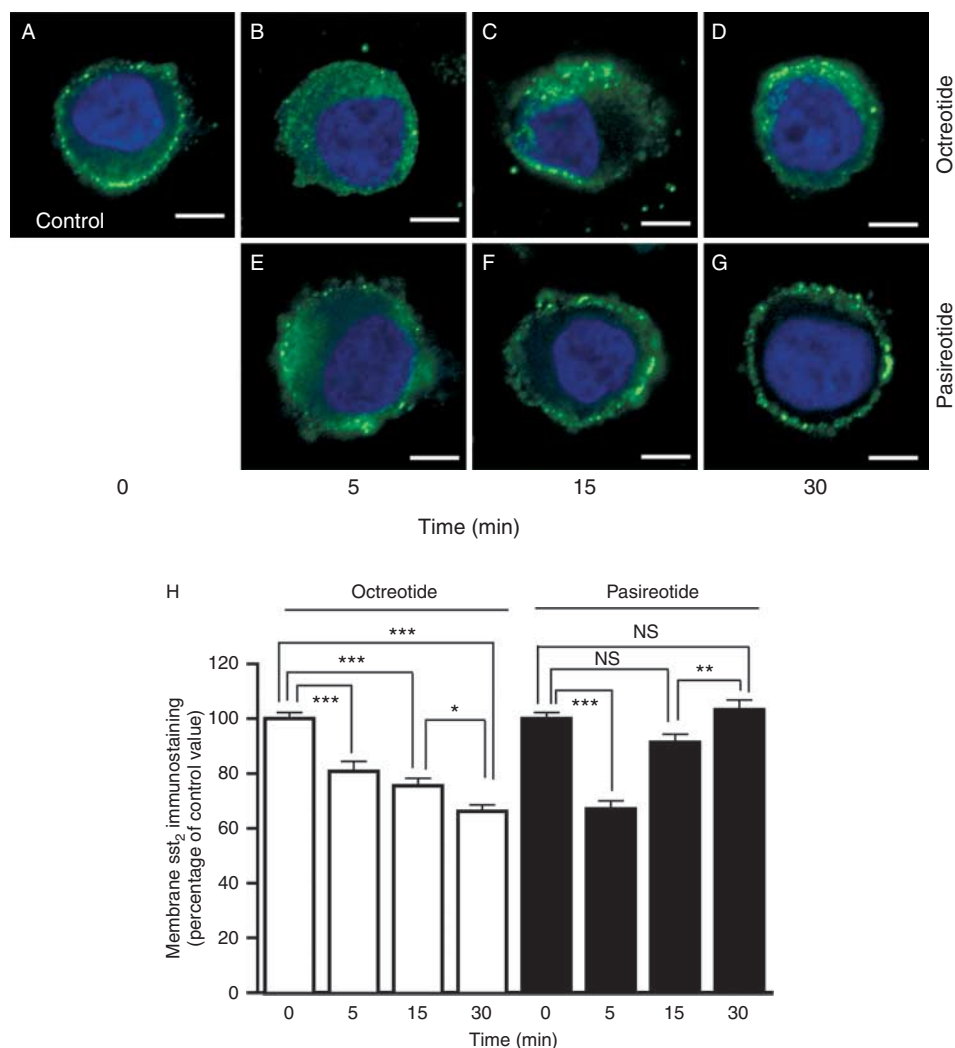 A
B
C
D
Control
Octreotide
E
F
G
Pasireotide
0
5
15
30
Time (min)
H
Octreotide
Pasireotide
***
NS
***
NS
**
***
*
***
120
100
80
60
40
20
0
Membrane sst₂ immunostaining
(percentage of control value)
0 5 15 30 0 5 15 30
Time (min)